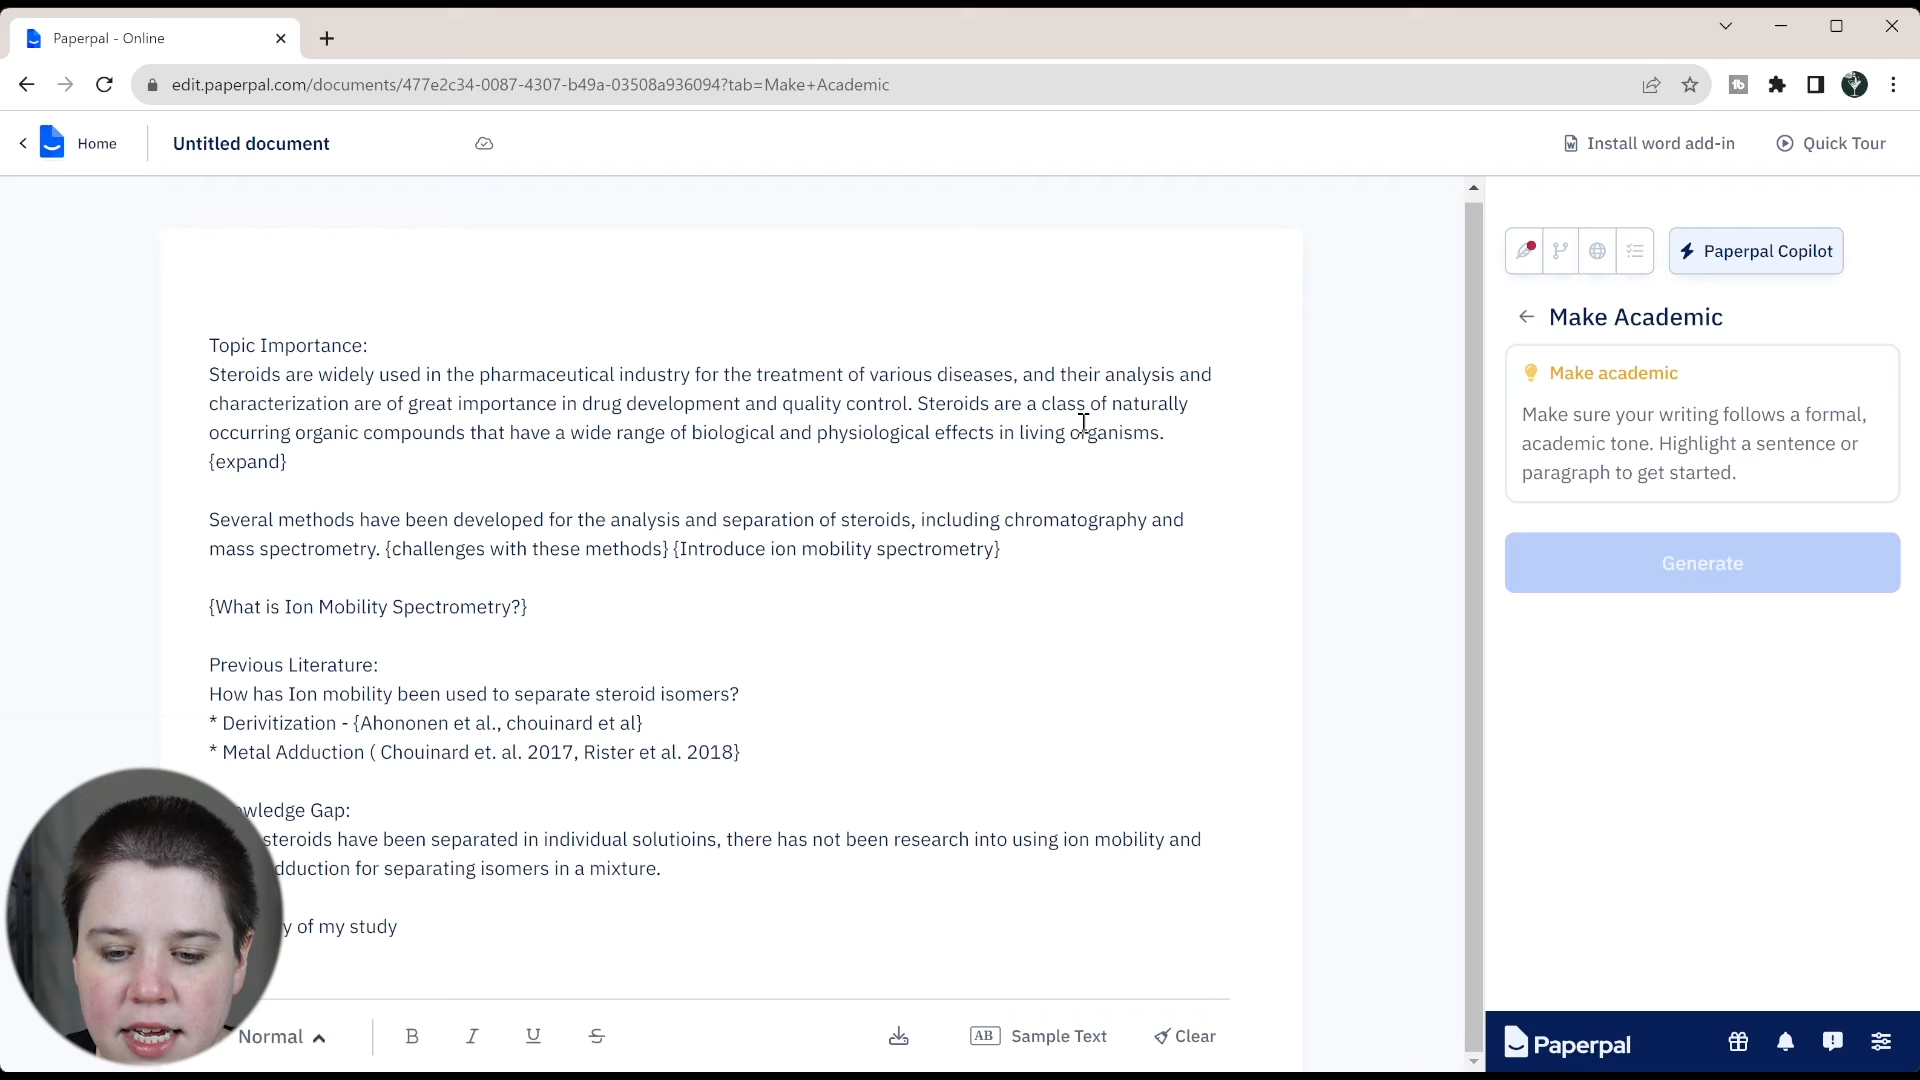 Paperpal - Online
edit.paperpal.com/documents/477e2c34-0087-4307-b49a-03508a936094?tab=Make+Academic
Home
Untitled document
Install word add-in
Quick Tour
Topic Importance:
Steroids are widely used in the pharmaceutical industry for the treatment of various diseases, and their analysis and
characterization are of great importance in drug development and quality control. Steroids are a class of naturally
occurring organic compounds that have a wide range of biological and physiological effects in living organisms.
{expand}
Several methods have been developed for the analysis and separation of steroids, including chromatography and
mass spectrometry. {challenges with these methods} {Introduce ion mobility spectrometry}
{What is Ion Mobility Spectrometry?}
Previous Literature:
How has Ion mobility been used to separate steroid isomers?
* Derivitization - {Ahononen et al., chouinard et al}
* Metal Adduction ( Chouinard et. al. 2017, Rister et al. 2018}
wledge Gap:
steroids have been separated in individual solutioins, there has not been research into using ion mobility and
dduction for separating isomers in a mixture.
y of my study
Normal
B
I
U
S
AB Sample Text
Clear
Paperpal Copilot
Make Academic
Make academic
Make sure your writing follows a formal,
academic tone. Highlight a sentence or
paragraph to get started.
Generate
Paperpal